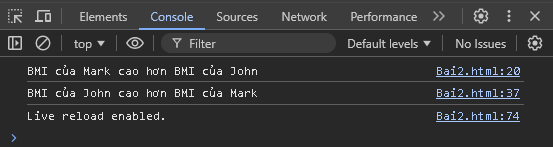 Elements Console Sources Network Performance »
top Filter Default levels No Issues
BMI của Mark cao hơn BMI của John Bai2.html:20
BMI của John cao hơn BMI của Mark Bai2.html:37
Live reload enabled. Bai2.html:74
>